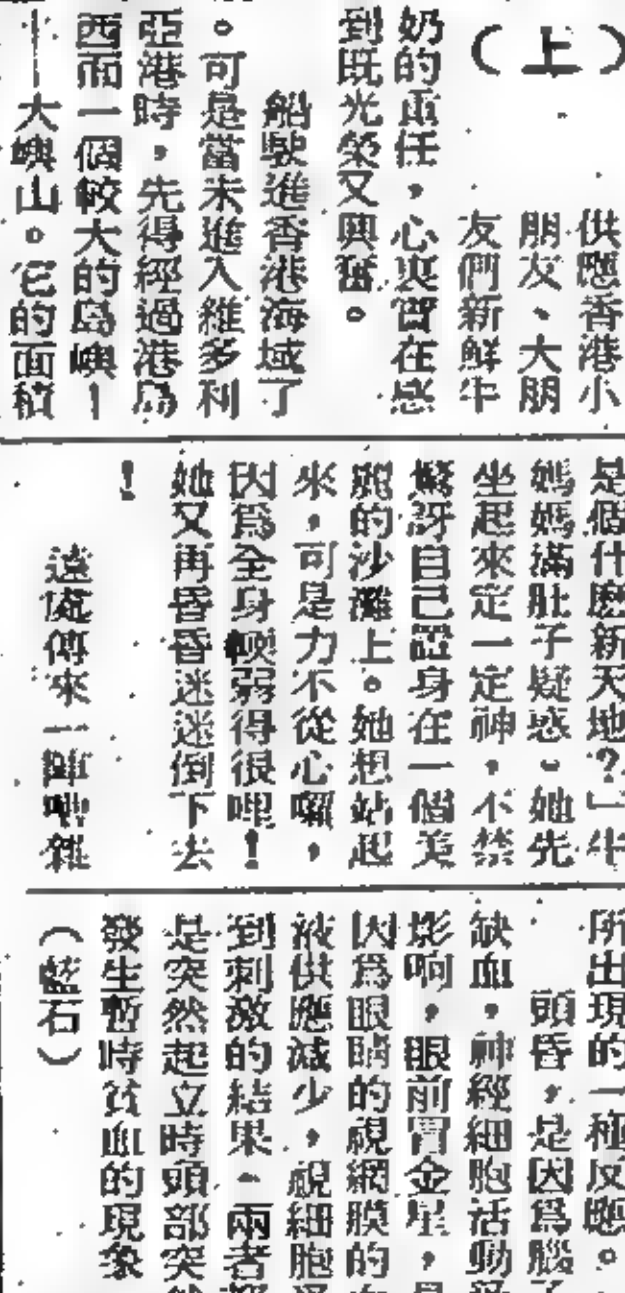 （上）
供應香港小
朋友、大朋
友們新鮮牛
奶的重任，心裏實在感
到既光榮又興奮。
船駛進香港海域了
。可是當未進入維多利
亞港時，先得經過港島
西面一個較大的島嶼—
—大嶼山。它的面積
是個什麽新天地？」牛
媽媽滿肚子疑惑。她先
坐起來定一定神，不禁
驚訝自己置身在一個美
麗的沙灘上。她想站起
來，可是力不從心喔，
因爲全身軟弱得很哩！
她又再昏昏迷迷倒下去
！
遠處傳來一陣嘈雜
所出現的一種反應。
頭昏，是因爲腦
缺血，神經細胞活動
影响，眼前冒金星，
因爲眼睛的視網膜的
液供應減少，視細胞
到刺激的結果。兩者
是突然起立時頭部突
發生暫時貧血的現象
（藍石）